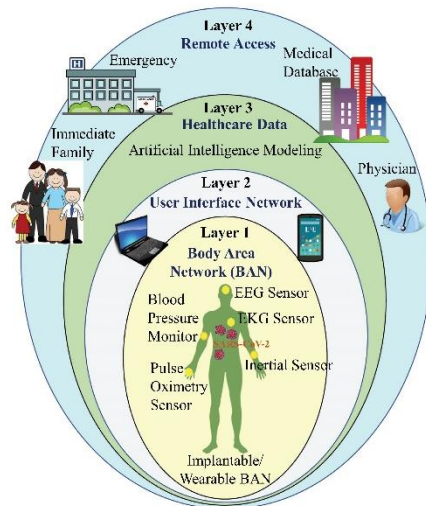 Layer 4
Remote Access
Emergency
Medical
Database
Layer 3
Healthcare Data
Immediate
Family
Artificial Intelligence Modeling
Physician
Layer 2
User Interface Network
Layer 1
Body Area
Network (BAN)
EEG Sensor
Blood
Pressure
Monitor
EKG Sensor
SARS-CoV-2
Inertial Sensor
Pulse
Oximetry
Sensor
Implantable/
Wearable BAN
H